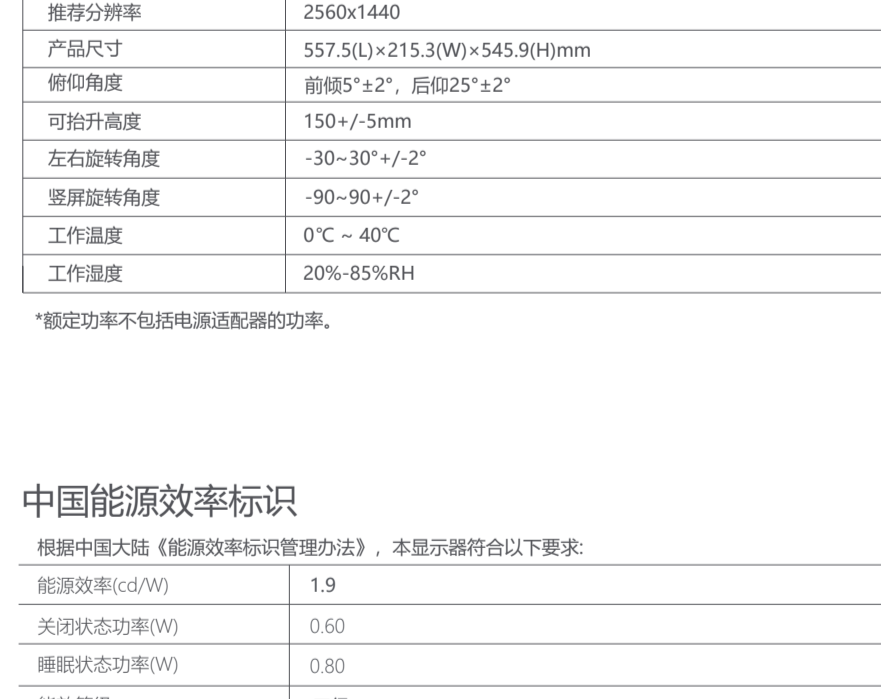 推荐分辨率 2560x1440
产品尺寸 557.5(L)×215.3(W)×545.9(H)mm
俯仰角度 前倾5°±2°，后仰25°±2°
可抬升高度 150+/-5mm
左右旋转角度 -30~30°+/-2°
竖屏旋转角度 -90~90+/-2°
工作温度 0℃ ~ 40℃
工作湿度 20%-85%RH
*额定功率不包括电源适配器的功率。
中国能源效率标识
根据中国大陆《能源效率标识管理办法》，本显示器符合以下要求:
能源效率(cd/W) 1.9
关闭状态功率(W) 0.60
睡眠状态功率(W) 0.80